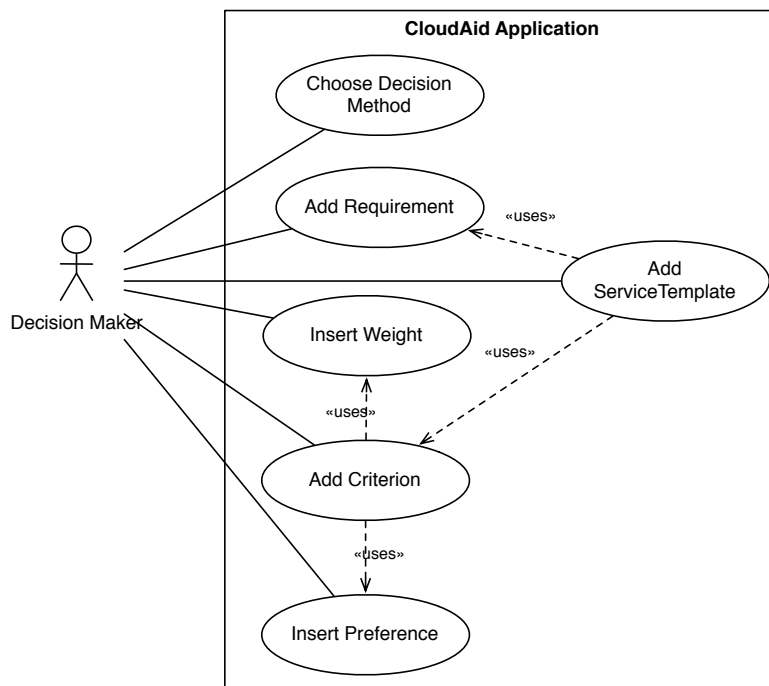 CloudAid Application
Choose Decision
Method
Add Requirement
«uses»
Add
ServiceTemplate
Decision Maker
Insert Weight
«uses»
«uses»
Add Criterion
«uses»
Insert Preference